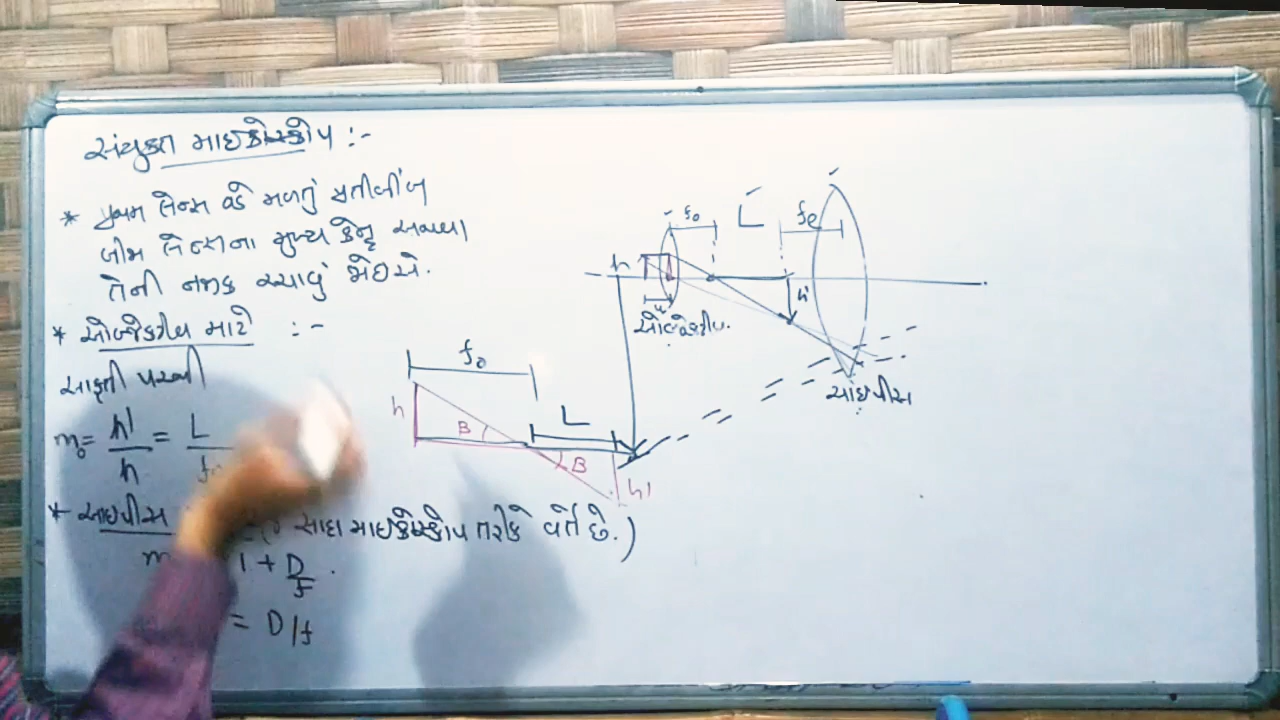 સંયુક્ત માઇક્રોસ્કોપ :-
* પ્રથમ લેન્સ વડે મળતું પ્રતીબીંબ
બીજા લેન્સના મુખ્ય કેન્દ્ર અથવા
તેની નજીક રચાવું જોઇએ.
* ઓબ્જેક્ટીવ માટે :-
આકૃતી પરથી
m₀ = h' / h = L /
* આઇપીસ સાદા માઇક્રોસ્કોપ તરીકે વર્તે છે.)
m 1 + D/F .
= D/f
f₀
h
B
L
B
h'
h
f₀
L
fe
h'
u
ઓબ્જેક્ટીવ.
આઇપીસ